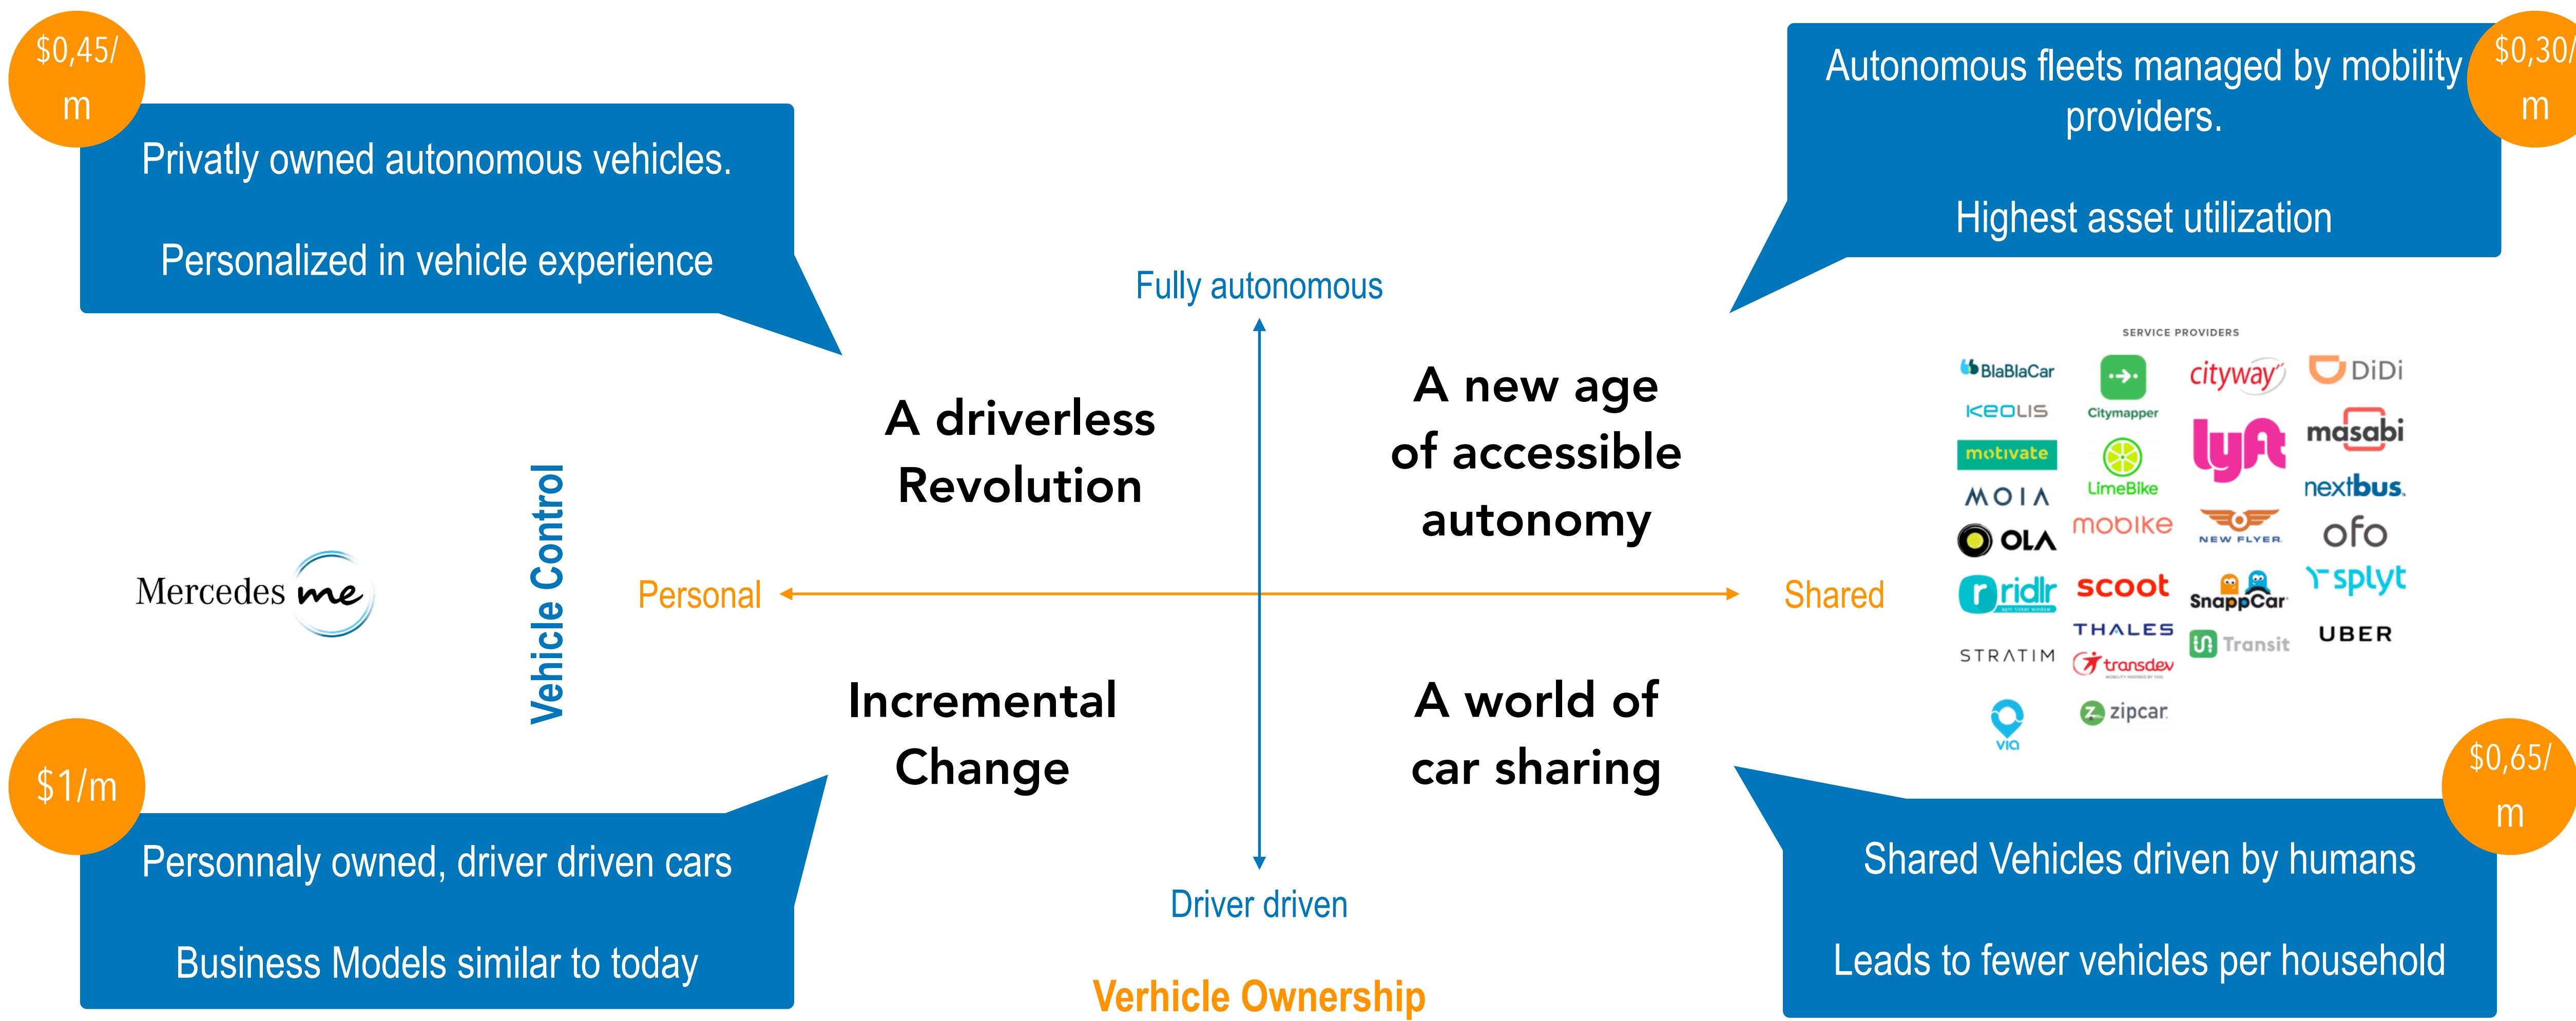 $0,45/
m
Privatly owned autonomous vehicles.
Personalized in vehicle experience
Autonomous fleets managed by mobility
providers.
Highest asset utilization
$0,30/
m
Fully autonomous
A driverless
Revolution
A new age
of accessible
autonomy
Vehicle Control
Mercedes me
Personal
Shared
SERVICE PROVIDERS
BlaBlaCar
KEOLIS
motivate
MOIA
OLA
ridlr
STRATIM
via
Citymapper
LimeBike
mobike
scoot
THALES
transdev
zipcar
cityway
lyft
NEW FLYER
SnappCar
Transit
DiDi
masabi
nextbus
ofo
splyt
UBER
Incremental
Change
A world of
car sharing
$1/m
Personnaly owned, driver driven cars
Business Models similar to today
$0,65/
m
Shared Vehicles driven by humans
Leads to fewer vehicles per household
Driver driven
Verhicle Ownership